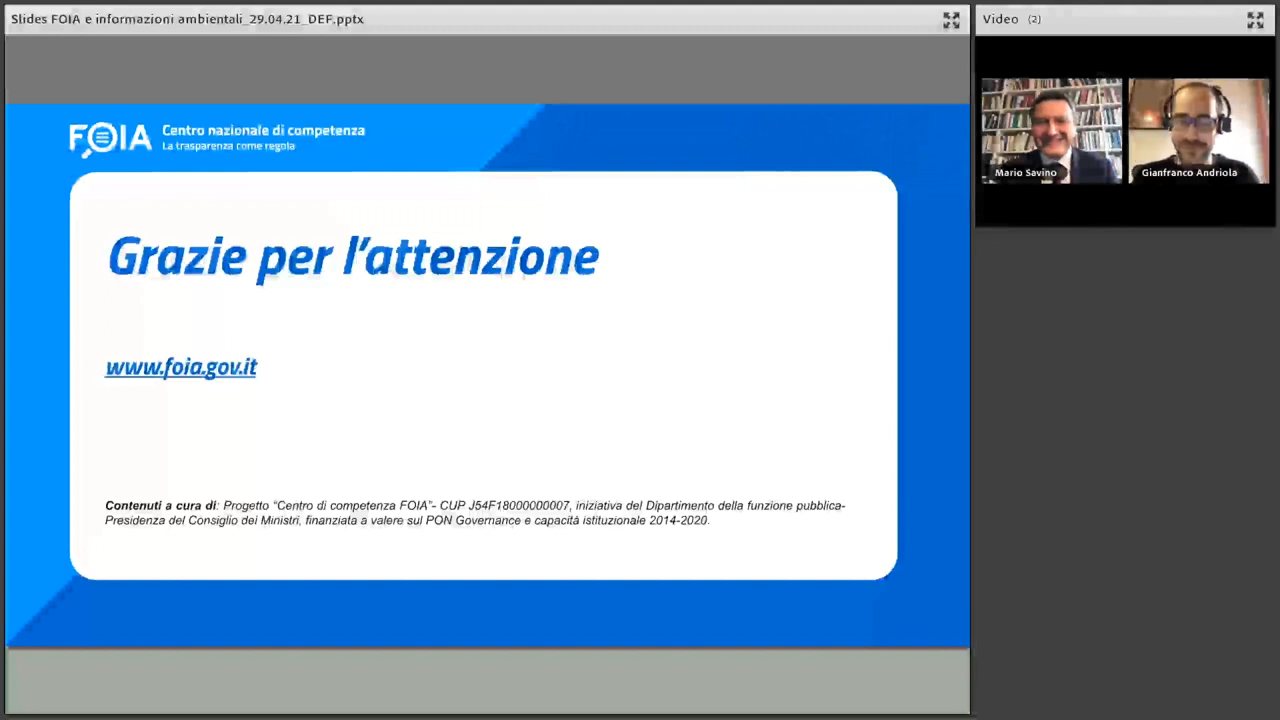 Slides FOIA e informazioni ambientali_29.04.21_DEF.pptx
Video (2)
FOIA
Centro nazionale di competenza
La trasparenza come regola
Mario Savino
Gianfranco Andriola
Grazie per l'attenzione
www.foia.gov.it
Contenuti a cura di: Progetto “Centro di competenza FOIA”- CUP J54F18000000007, iniziativa del Dipartimento della funzione pubblica-
Presidenza del Consiglio dei Ministri, finanziata a valere sul PON Governance e capacità istituzionale 2014-2020.